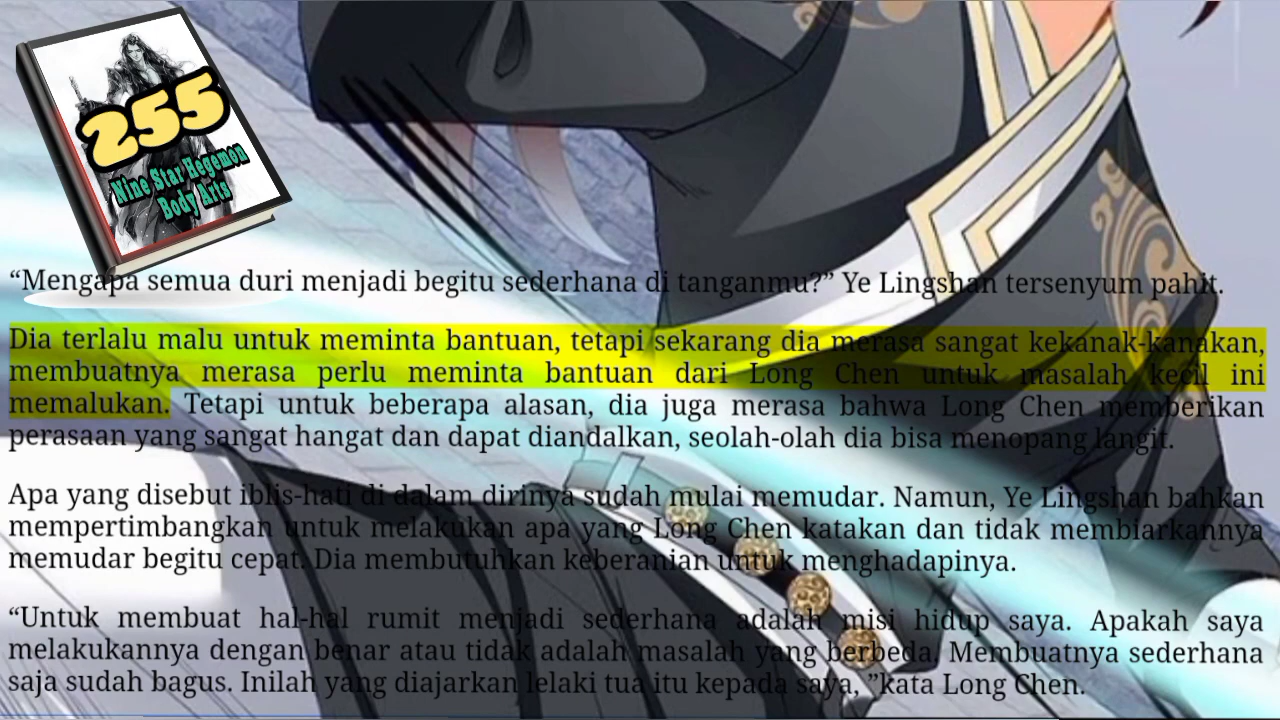 255
Nine Star Hegemon
Body Arts
“Mengapa semua duri menjadi begitu sederhana di tanganmu?” Ye Lingshan tersenyum pahit.
Dia terlalu malu untuk meminta bantuan, tetapi sekarang dia merasa sangat kekanak-kanakan,
membuatnya merasa perlu meminta bantuan dari Long Chen untuk masalah kecil ini
memalukan. Tetapi untuk beberapa alasan, dia juga merasa bahwa Long Chen memberikan
perasaan yang sangat hangat dan dapat diandalkan, seolah-olah dia bisa menopang langit.
Apa yang disebut iblis-hati di dalam dirinya sudah mulai memudar. Namun, Ye Lingshan bahkan
mempertimbangkan untuk melakukan apa yang Long Chen katakan dan tidak membiarkannya
memudar begitu cepat. Dia membutuhkan keberanian untuk menghadapinya.
“Untuk membuat hal-hal rumit menjadi sederhana adalah misi hidup saya. Apakah saya
melakukannya dengan benar atau tidak adalah masalah yang berbeda. Membuatnya sederhana
saja sudah bagus. Inilah yang diajarkan lelaki tua itu kepada saya, ”kata Long Chen.